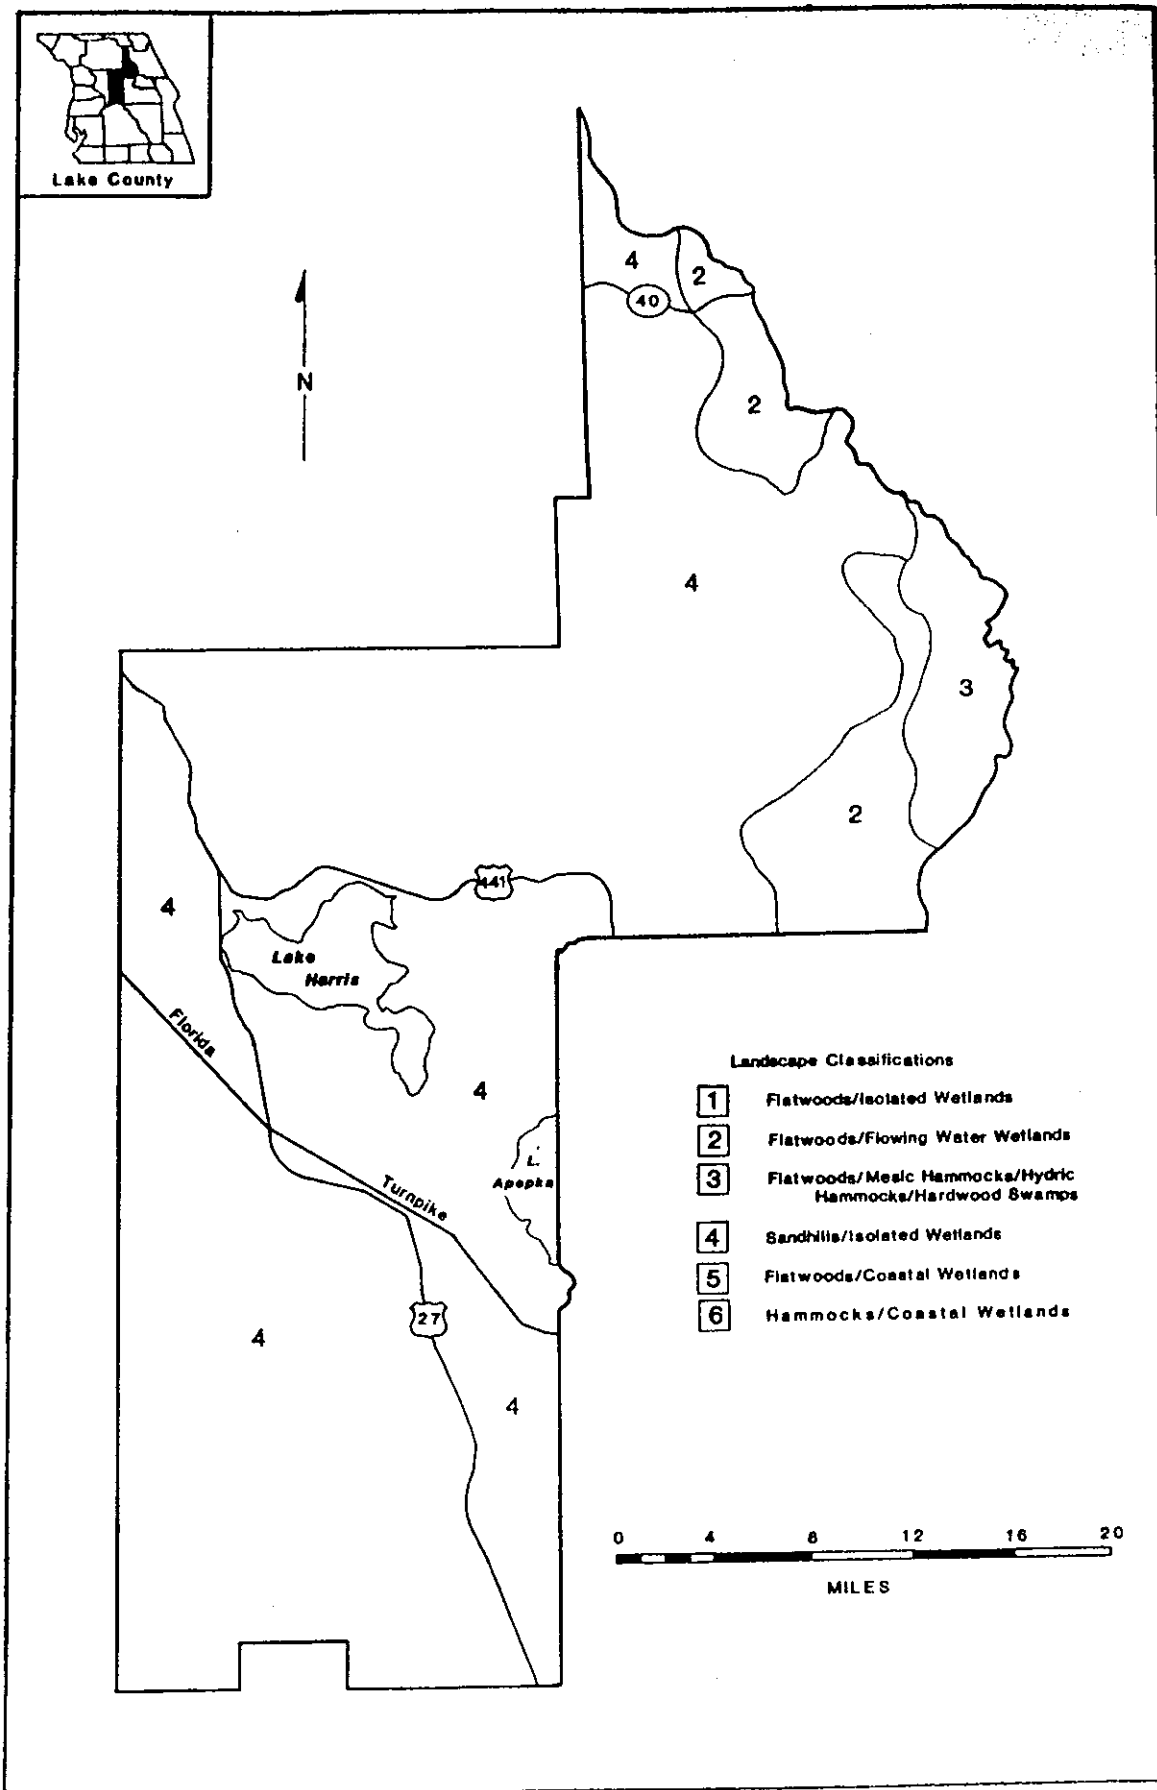 Lake County
4
2
40
N
2
4
3
2
441
4
Lake
Harris
Florida
4
4
L.
Apopka
Turnpike
27
4
4
Landscape Classifications
1 Flatwoods/Isolated Wetlands
2 Flatwoods/Flowing Water Wetlands
3 Flatwoods/Mesic Hammocks/Hydric
Hammocks/Hardwood Swamps
4 Sandhills/Isolated Wetlands
5 Flatwoods/Coastal Wetlands
6 Hammocks/Coastal Wetlands
0 4 8 12 16 20
MILES